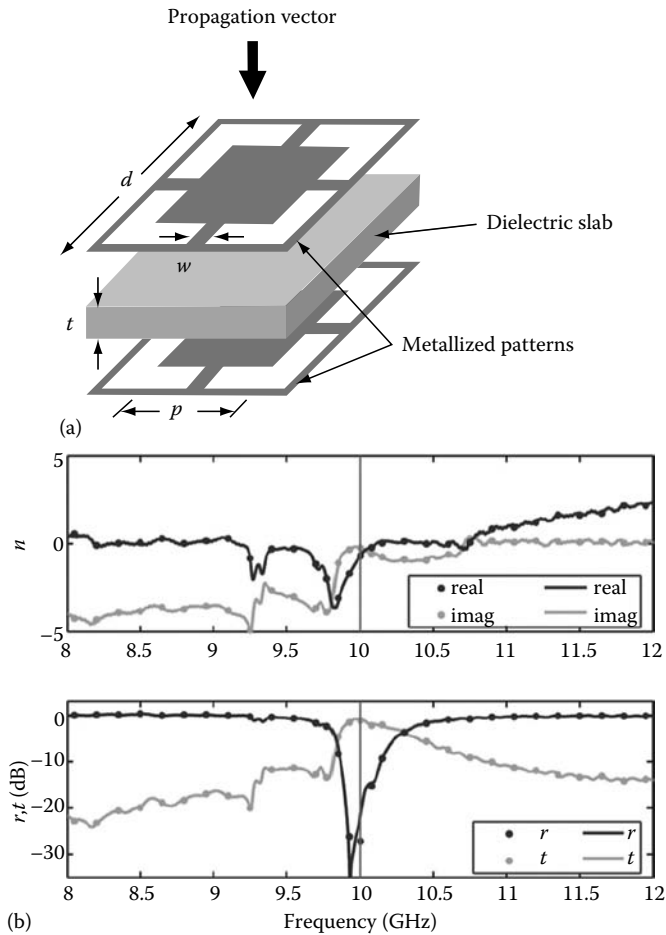 Propagation vector
d
Dielectric slab
w
t
Metallized patterns
(a)
p
5
n
0
real real
imag imag
−5
8 8.5 9 9.5 10 10.5 11 11.5 12
0
r,t (dB)
−10
−20
r r
−30
t t
8 8.5 9 9.5 10 10.5 11 11.5 12
(b)
Frequency (GHz)